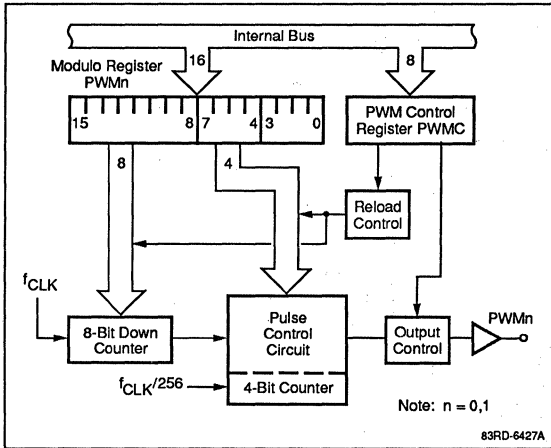 Internal Bus
Modulo Register
PWMn
16
8
15
8
7
4
3
0
PWM Control
Register PWMC
8
4
Reload
Control
fCLK
8-Bit Down
Counter
Pulse
Control
Circuit
Output
Control
PWMn
fCLK/256
4-Bit Counter
Note: n = 0,1
83RD-6427A